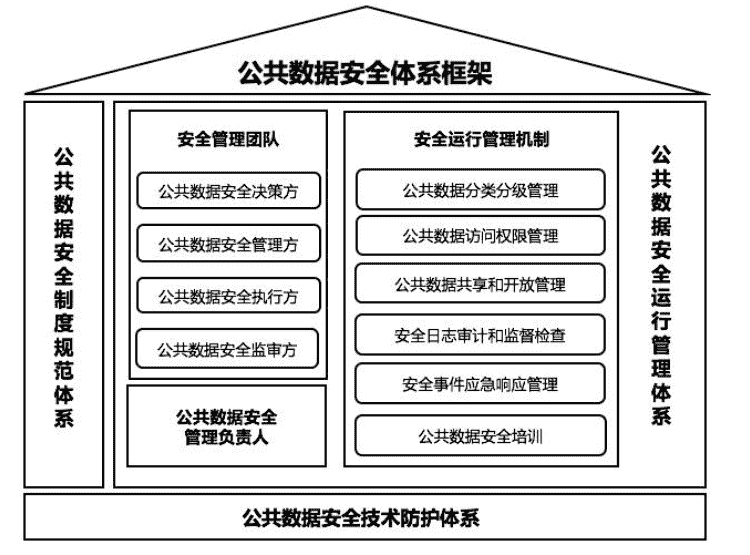 公共数据安全体系框架
公共数据安全制度规范体系
安全管理团队
公共数据安全决策方
公共数据安全管理方
公共数据安全执行方
公共数据安全监审方
公共数据安全
管理负责人
安全运行管理机制
公共数据分类分级管理
公共数据访问权限管理
公共数据共享和开放管理
安全日志审计和监督检查
安全事件应急响应管理
公共数据安全培训
公共数据安全运行管理体系
公共数据安全技术防护体系